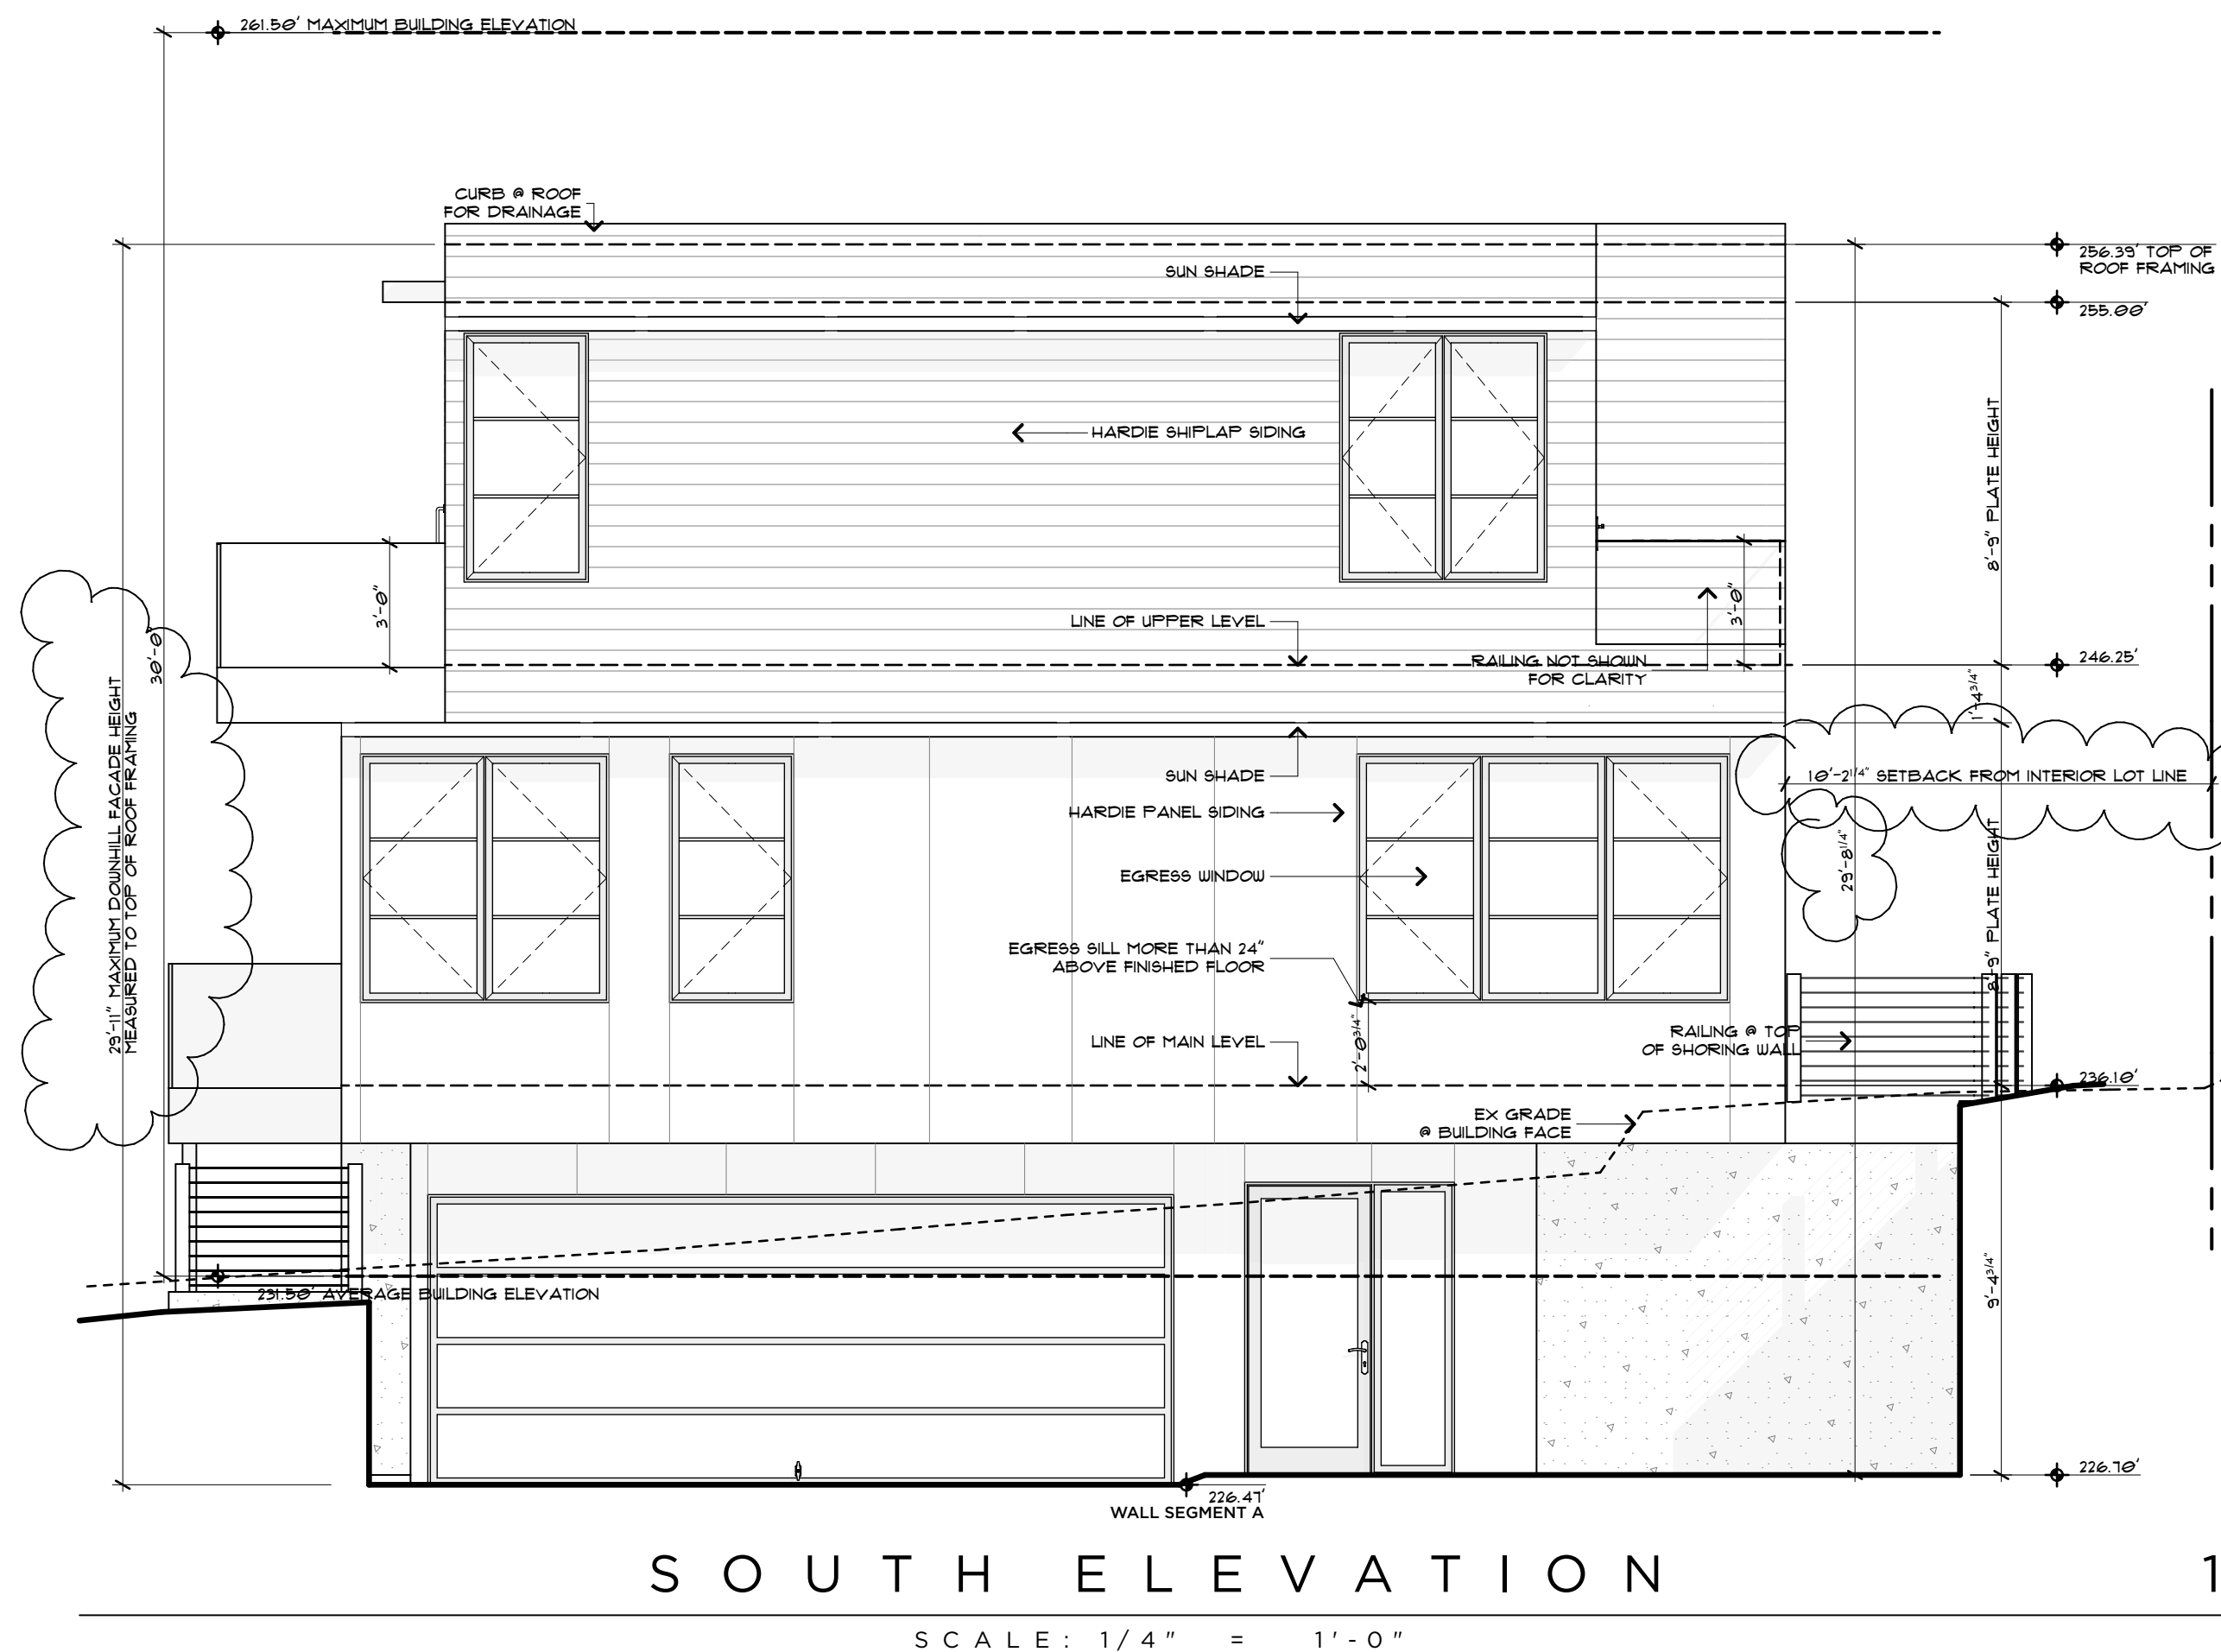 261.50' MAXIMUM BUILDING ELEVATION
CURB @ ROOF
FOR DRAINAGE
256.39' TOP OF
ROOF FRAMING
SUN SHADE
255.00'
HARDIE SHIPLAP SIDING
8'-9" PLATE HEIGHT
3'-0"
3'-0"
LINE OF UPPER LEVEL
30'-0"
RAILING NOT SHOWN
FOR CLARITY
246.25'
1'-4 3/4"
29'-11" MAXIMUM DOWNHILL FACADE HEIGHT
MEASURED TO TOP OF ROOF FRAMING
SUN SHADE
10'-2 1/4" SETBACK FROM INTERIOR LOT LINE
HARDIE PANEL SIDING
29'-8 1/4"
8'-9" PLATE HEIGHT
EGRESS WINDOW
EGRESS SILL MORE THAN 24"
ABOVE FINISHED FLOOR
2'-0 3/4"
LINE OF MAIN LEVEL
RAILING @ TOP
OF SHORING WALL
236.10'
EX GRADE
@ BUILDING FACE
231.50' AVERAGE BUILDING ELEVATION
9'-4 3/4"
226.70'
226.47'
WALL SEGMENT A
SOUTH ELEVATION
1
SCALE: 1/4" = 1'-0"